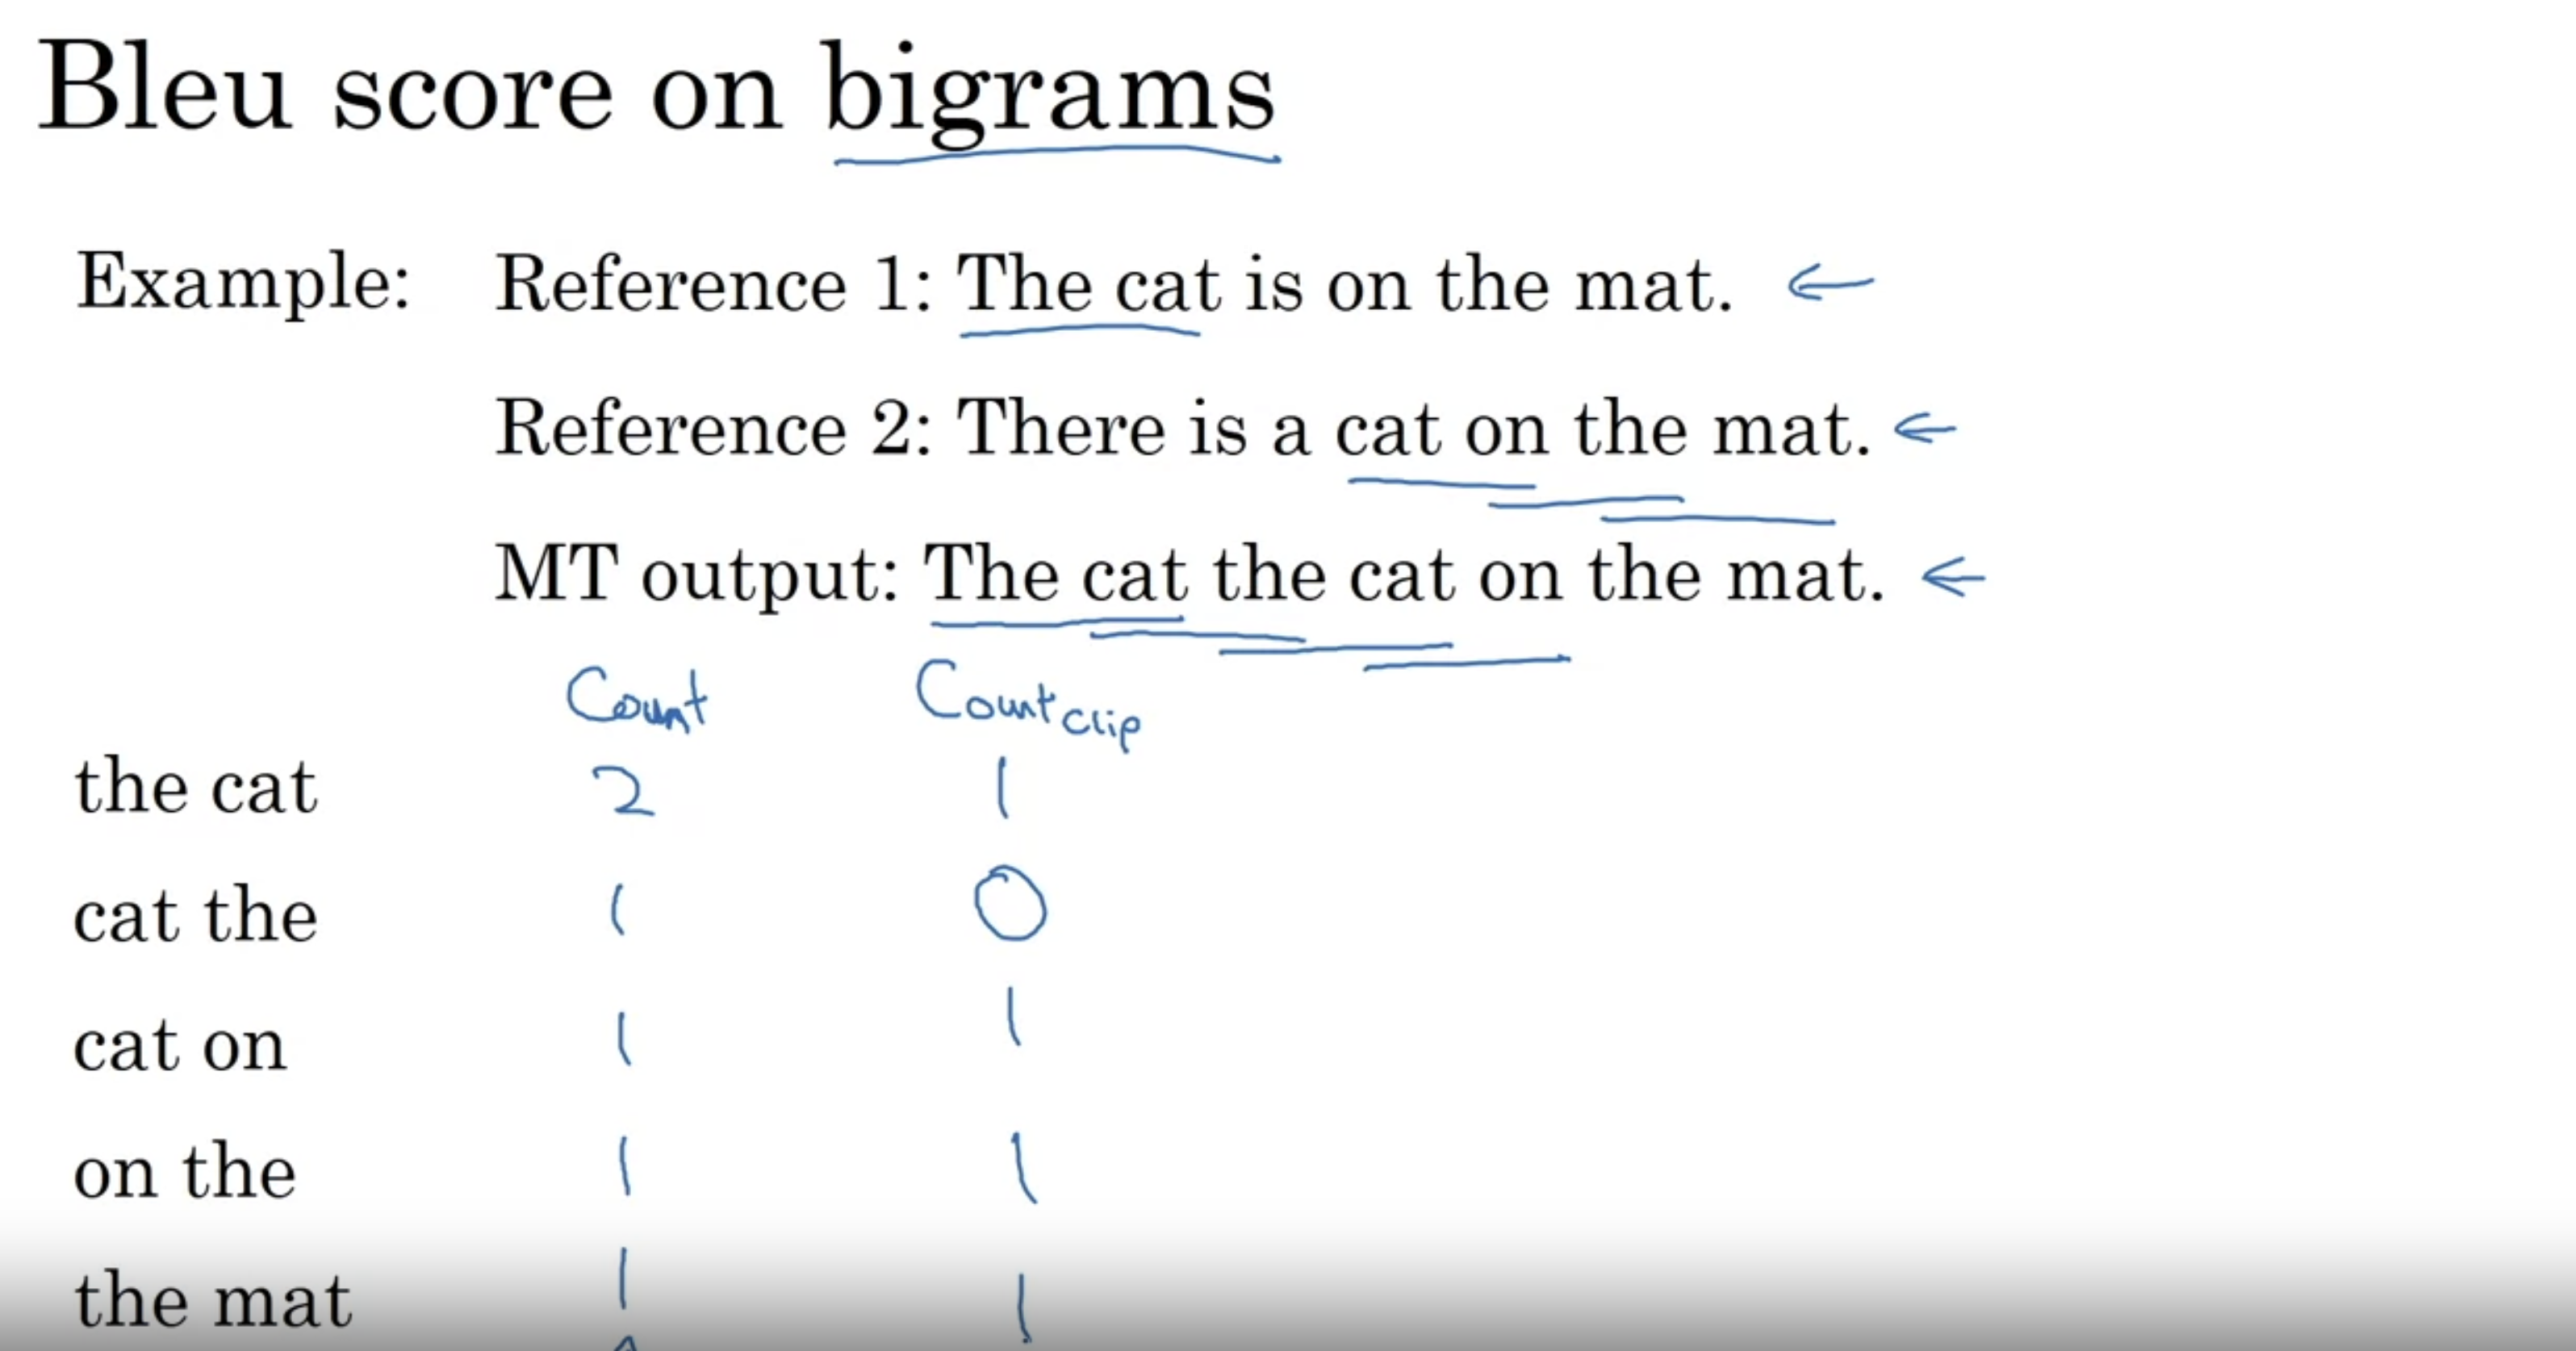 Bleu score on bigrams
Example: Reference 1: The cat is on the mat.
Reference 2: There is a cat on the mat.
MT output: The cat the cat on the mat.
Count Count clip
the cat 2 1
cat the 1 0
cat on 1 1
on the 1 1
the mat 1 1